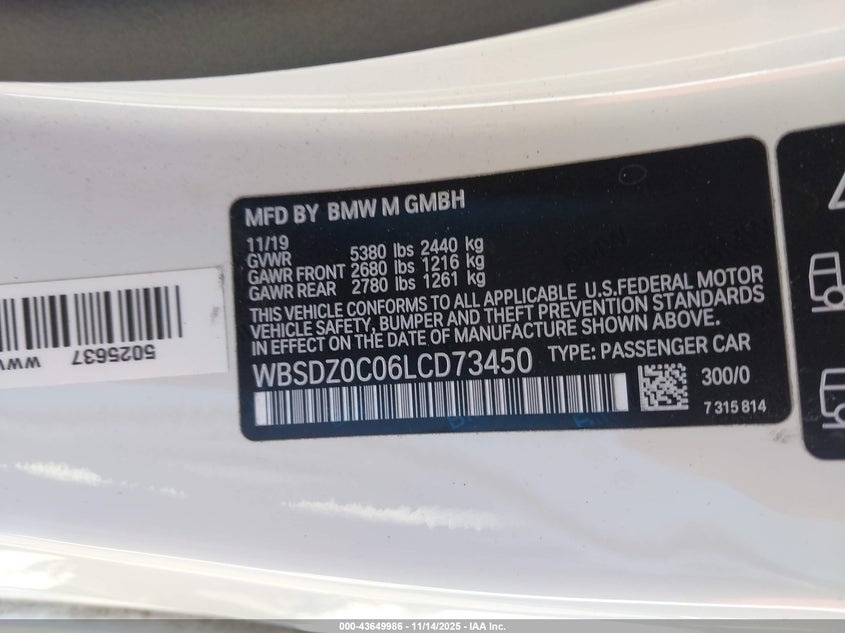 MFD BY BMW M GMBH
11/19
GVWR 5380 lbs 2440 kg
GAWR FRONT 2680 lbs 1216 kg
GAWR REAR 2780 lbs 1261 kg
THIS VEHICLE CONFORMS TO ALL APPLICABLE U.S.FEDERAL MOTOR
VEHICLE SAFETY, BUMPER AND THEFT PREVENTION STANDARDS
IN EFFECT ON THE DATE OF MANUFACTURE SHOWN ABOVE.
WBSDZ0C06LCD73450 TYPE: PASSENGER CAR
300/0
7 315 814
5025637
000-43649986 - 11/14/2025 - IAA Inc.